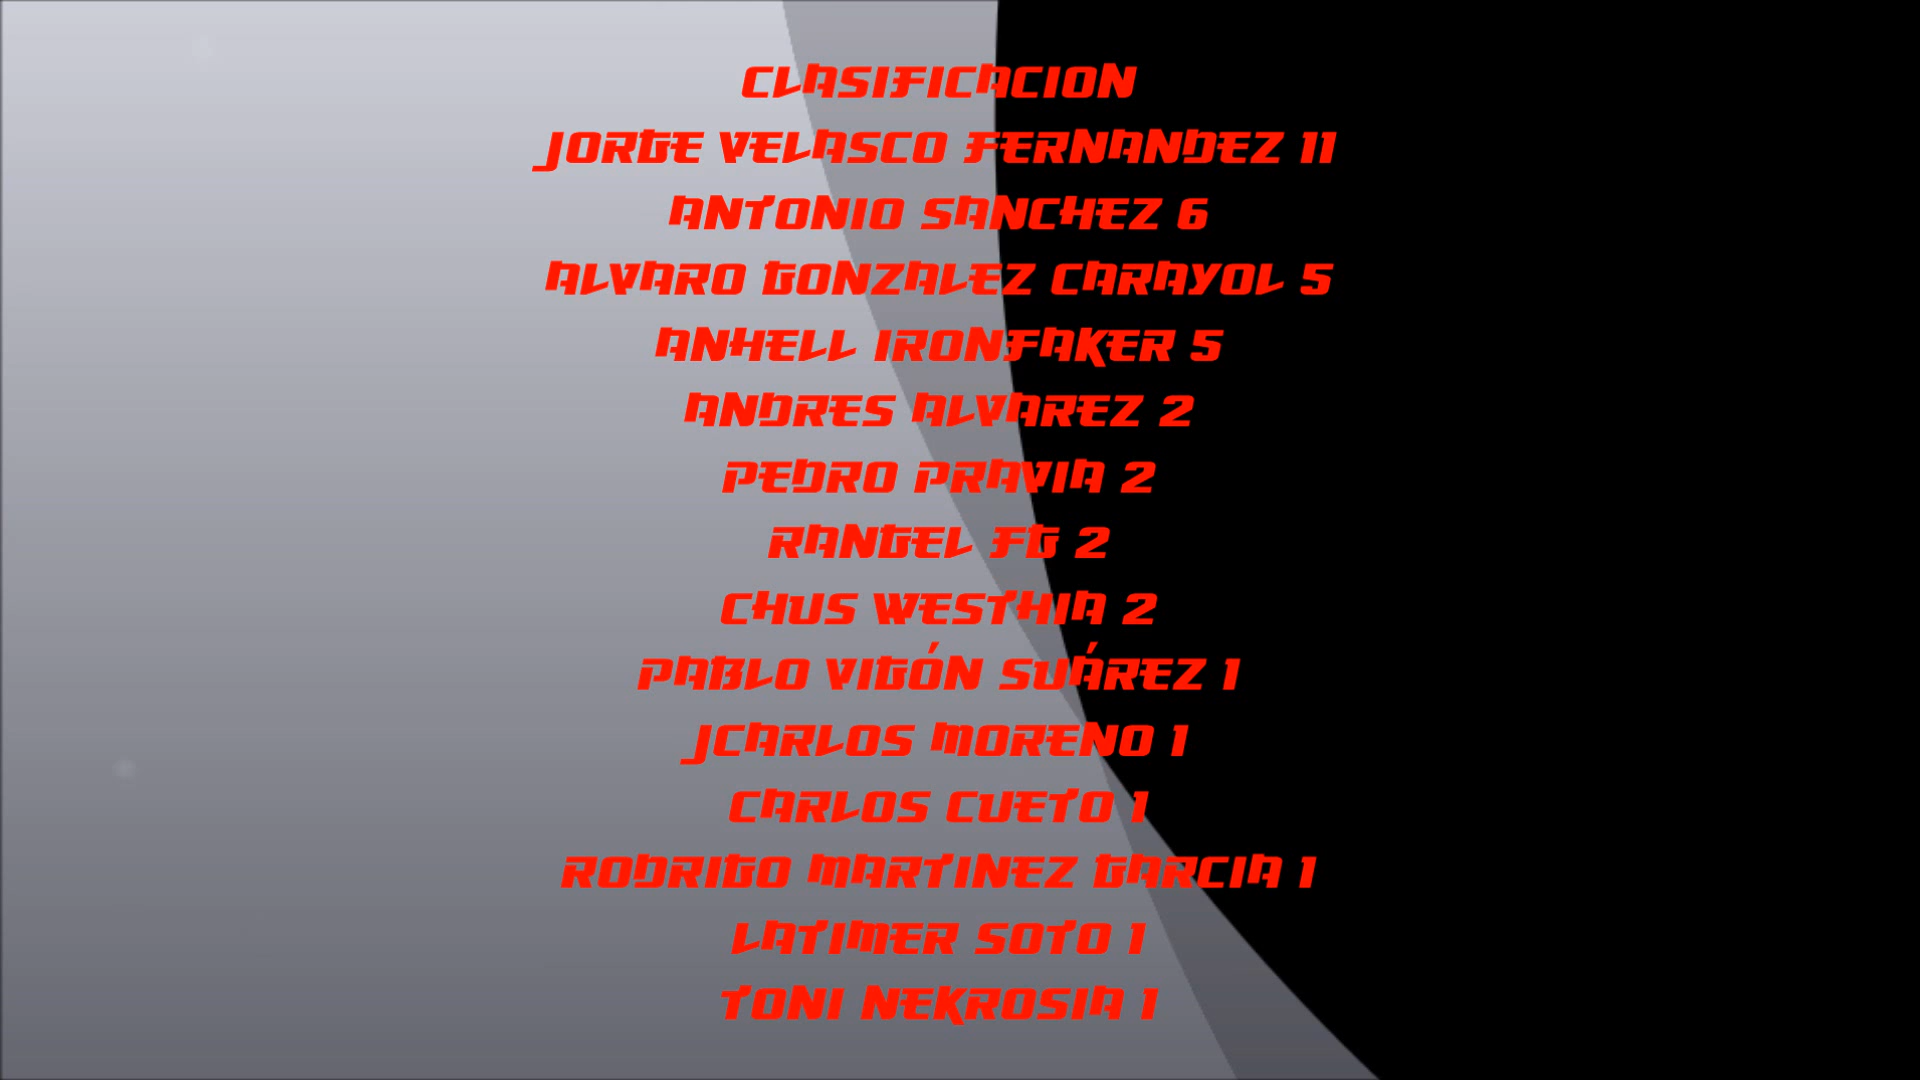 CLASIFICACION
JORGE VELASCO FERNANDEZ 11
ANTONIO SANCHEZ 6
ALVARO GONZALEZ CARAYOL 5
ANHELL IRONFAKER 5
ANDRES ALVAREZ 2
PEDRO PRAVIA 2
RANGEL FG 2
CHUS WESTHIA 2
PABLO VIGÓN SUÁREZ 1
JCARLOS MORENO 1
CARLOS CUETO 1
RODRIGO MARTINEZ GARCIA 1
LATIMER SOTO 1
TONI NEKROSIA 1